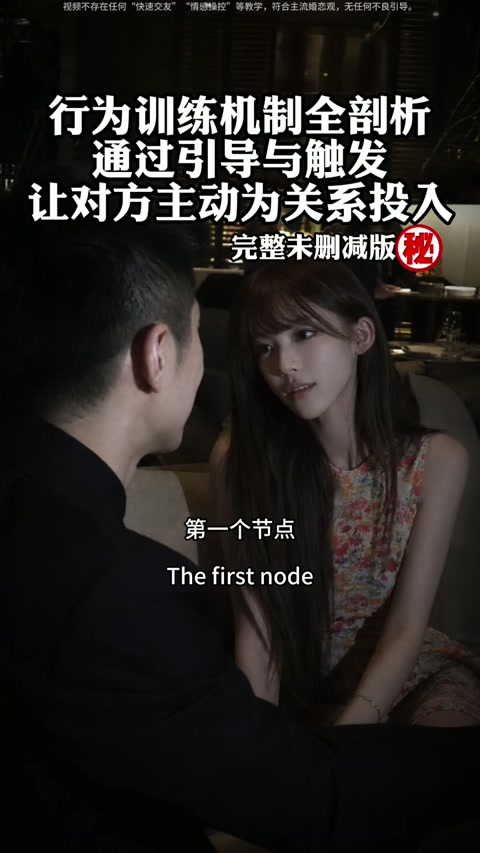 视频不存在任何“快速交友”“情感操控”等教学，符合主流婚恋观，无任何不良引导。
行为训练机制全剖析
通过引导与触发
让对方主动为关系投入
完整未删减版 秘
第一个节点
The first node